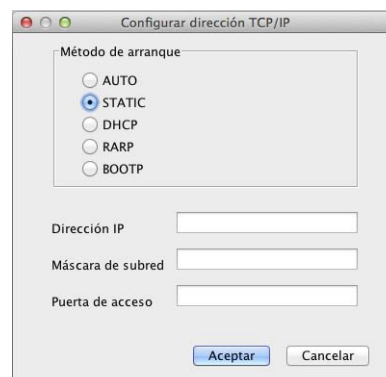 Configurar dirección TCP/IP
Método de arranque
AUTO
STATIC
DHCP
RARP
BOOTP
Dirección IP
Máscara de subred
Puerta de acceso
Aceptar Cancelar